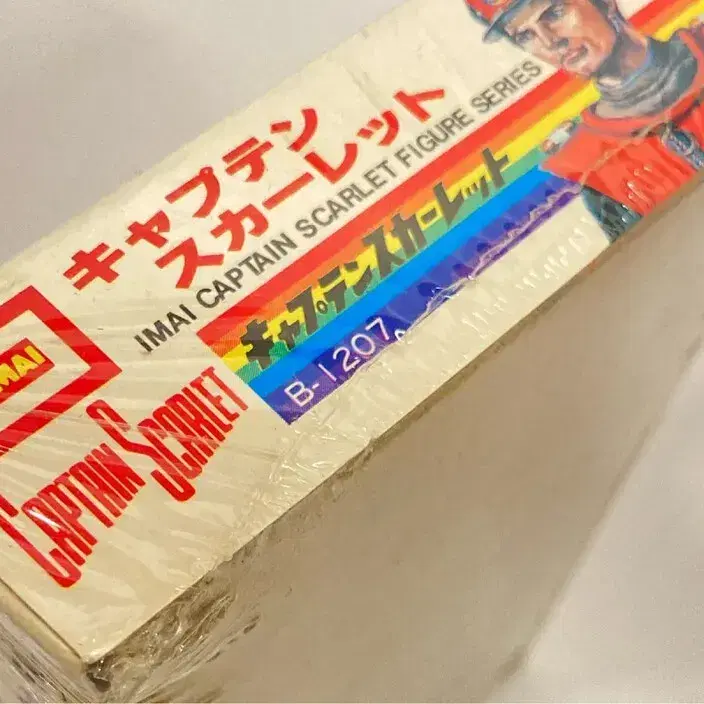 キャプテン
スカーレット
IMAI CAPTAIN SCARLET FIGURE SERIES
キャプテンスカーレット
B-1207
IMAI
CAPTAIN SCARLET